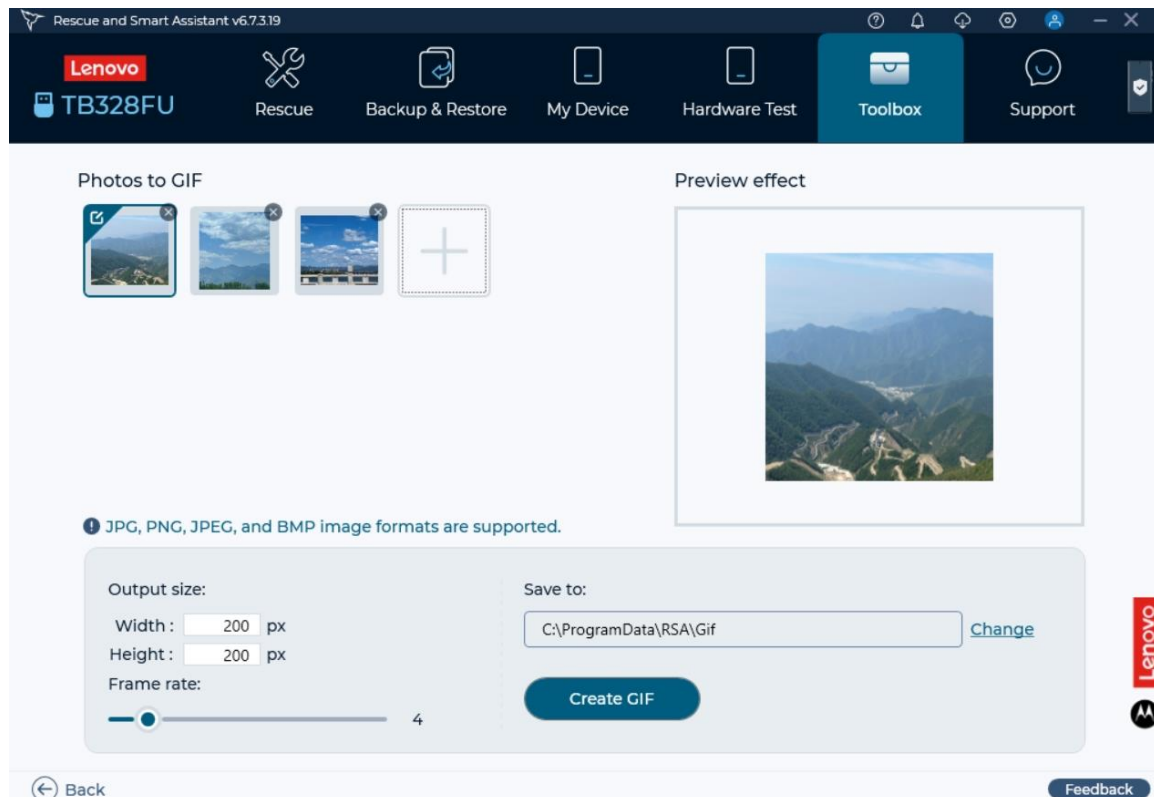 Rescue and Smart Assistant v6.7.3.19
Lenovo
TB328FU
Rescue
Backup & Restore
My Device
Hardware Test
Toolbox
Support
Photos to GIF
Preview effect
JPG, PNG, JPEG, and BMP image formats are supported.
Output size:
Width : 200 px
Height : 200 px
Frame rate:
4
Save to:
C:\ProgramData\RSA\Gif
Change
Create GIF
Lenovo
Back
Feedback